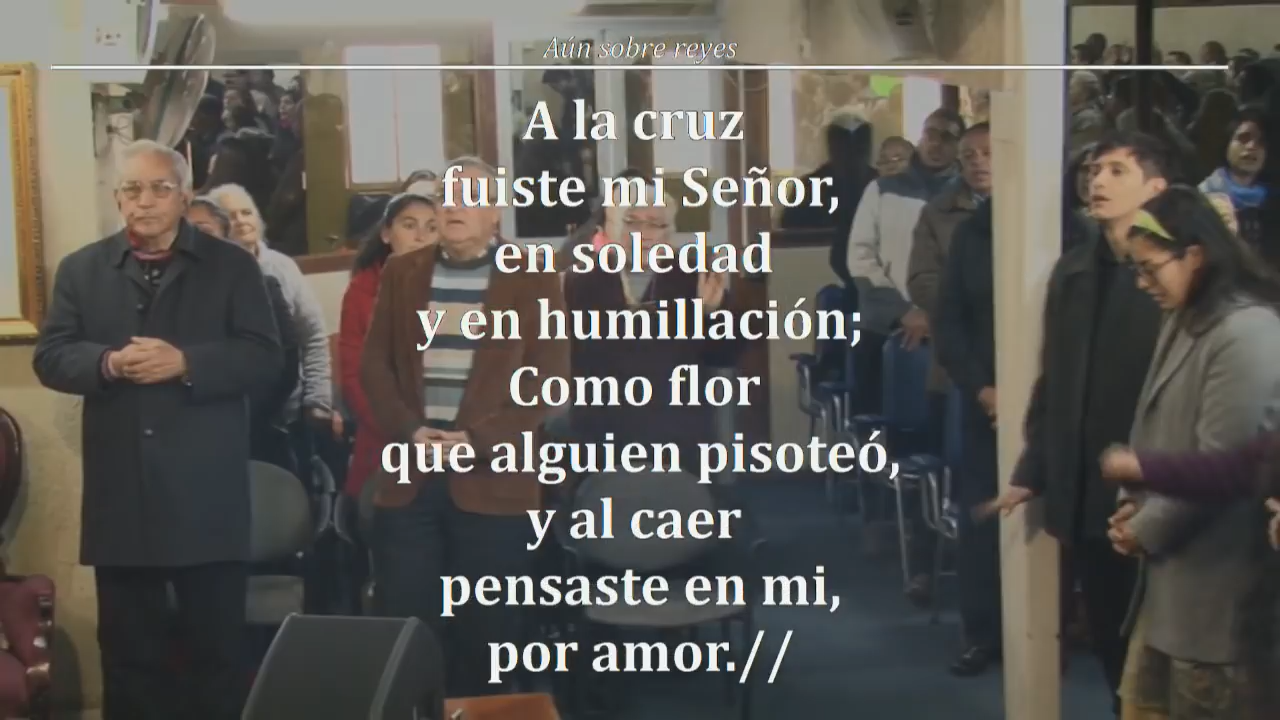 Aún sobre reyes
A la cruz
fuiste mi Señor,
en soledad
y en humillación;
Como flor
que alguien pisoteó,
y al caer
pensaste en mi,
por amor.//